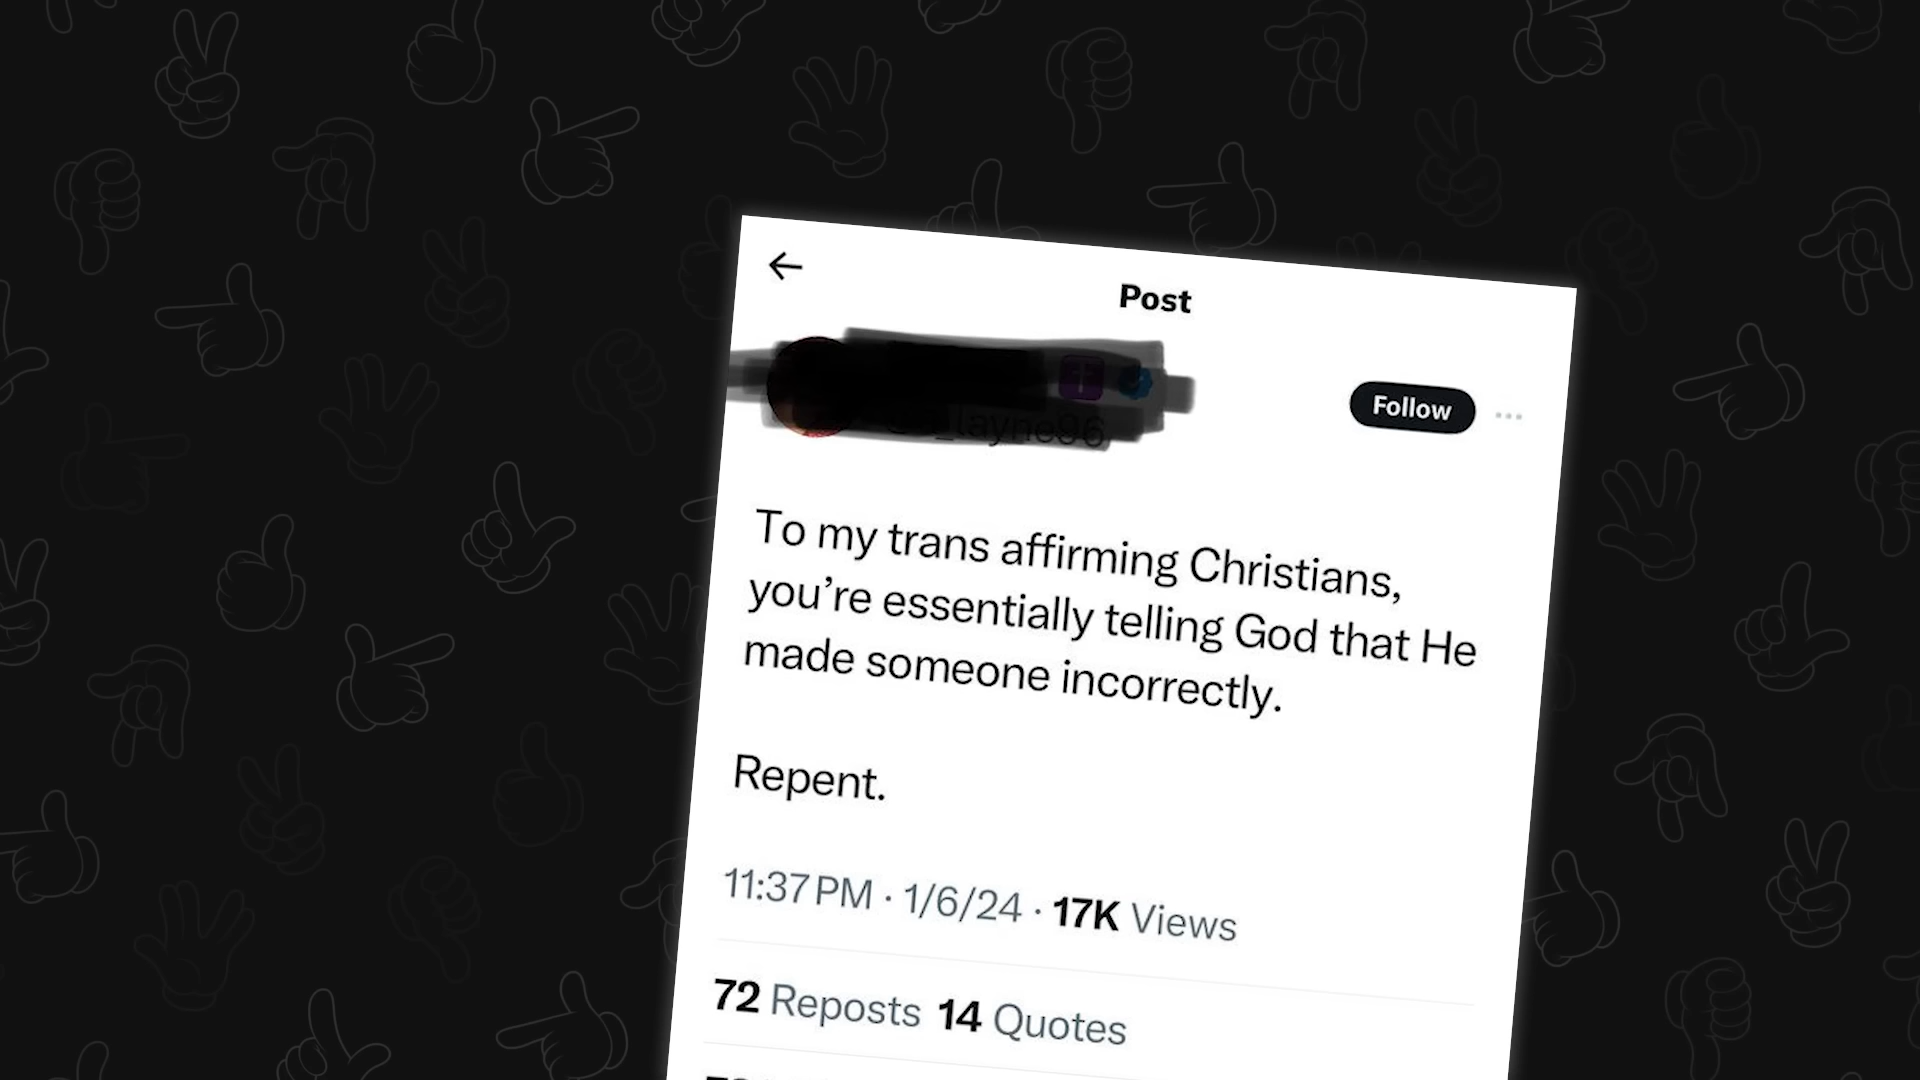 Post
Follow
To my trans affirming Christians,
you’re essentially telling God that He
made someone incorrectly.
Repent.
11:37 PM · 1/6/24 · 17K Views
72 Reposts 14 Quotes